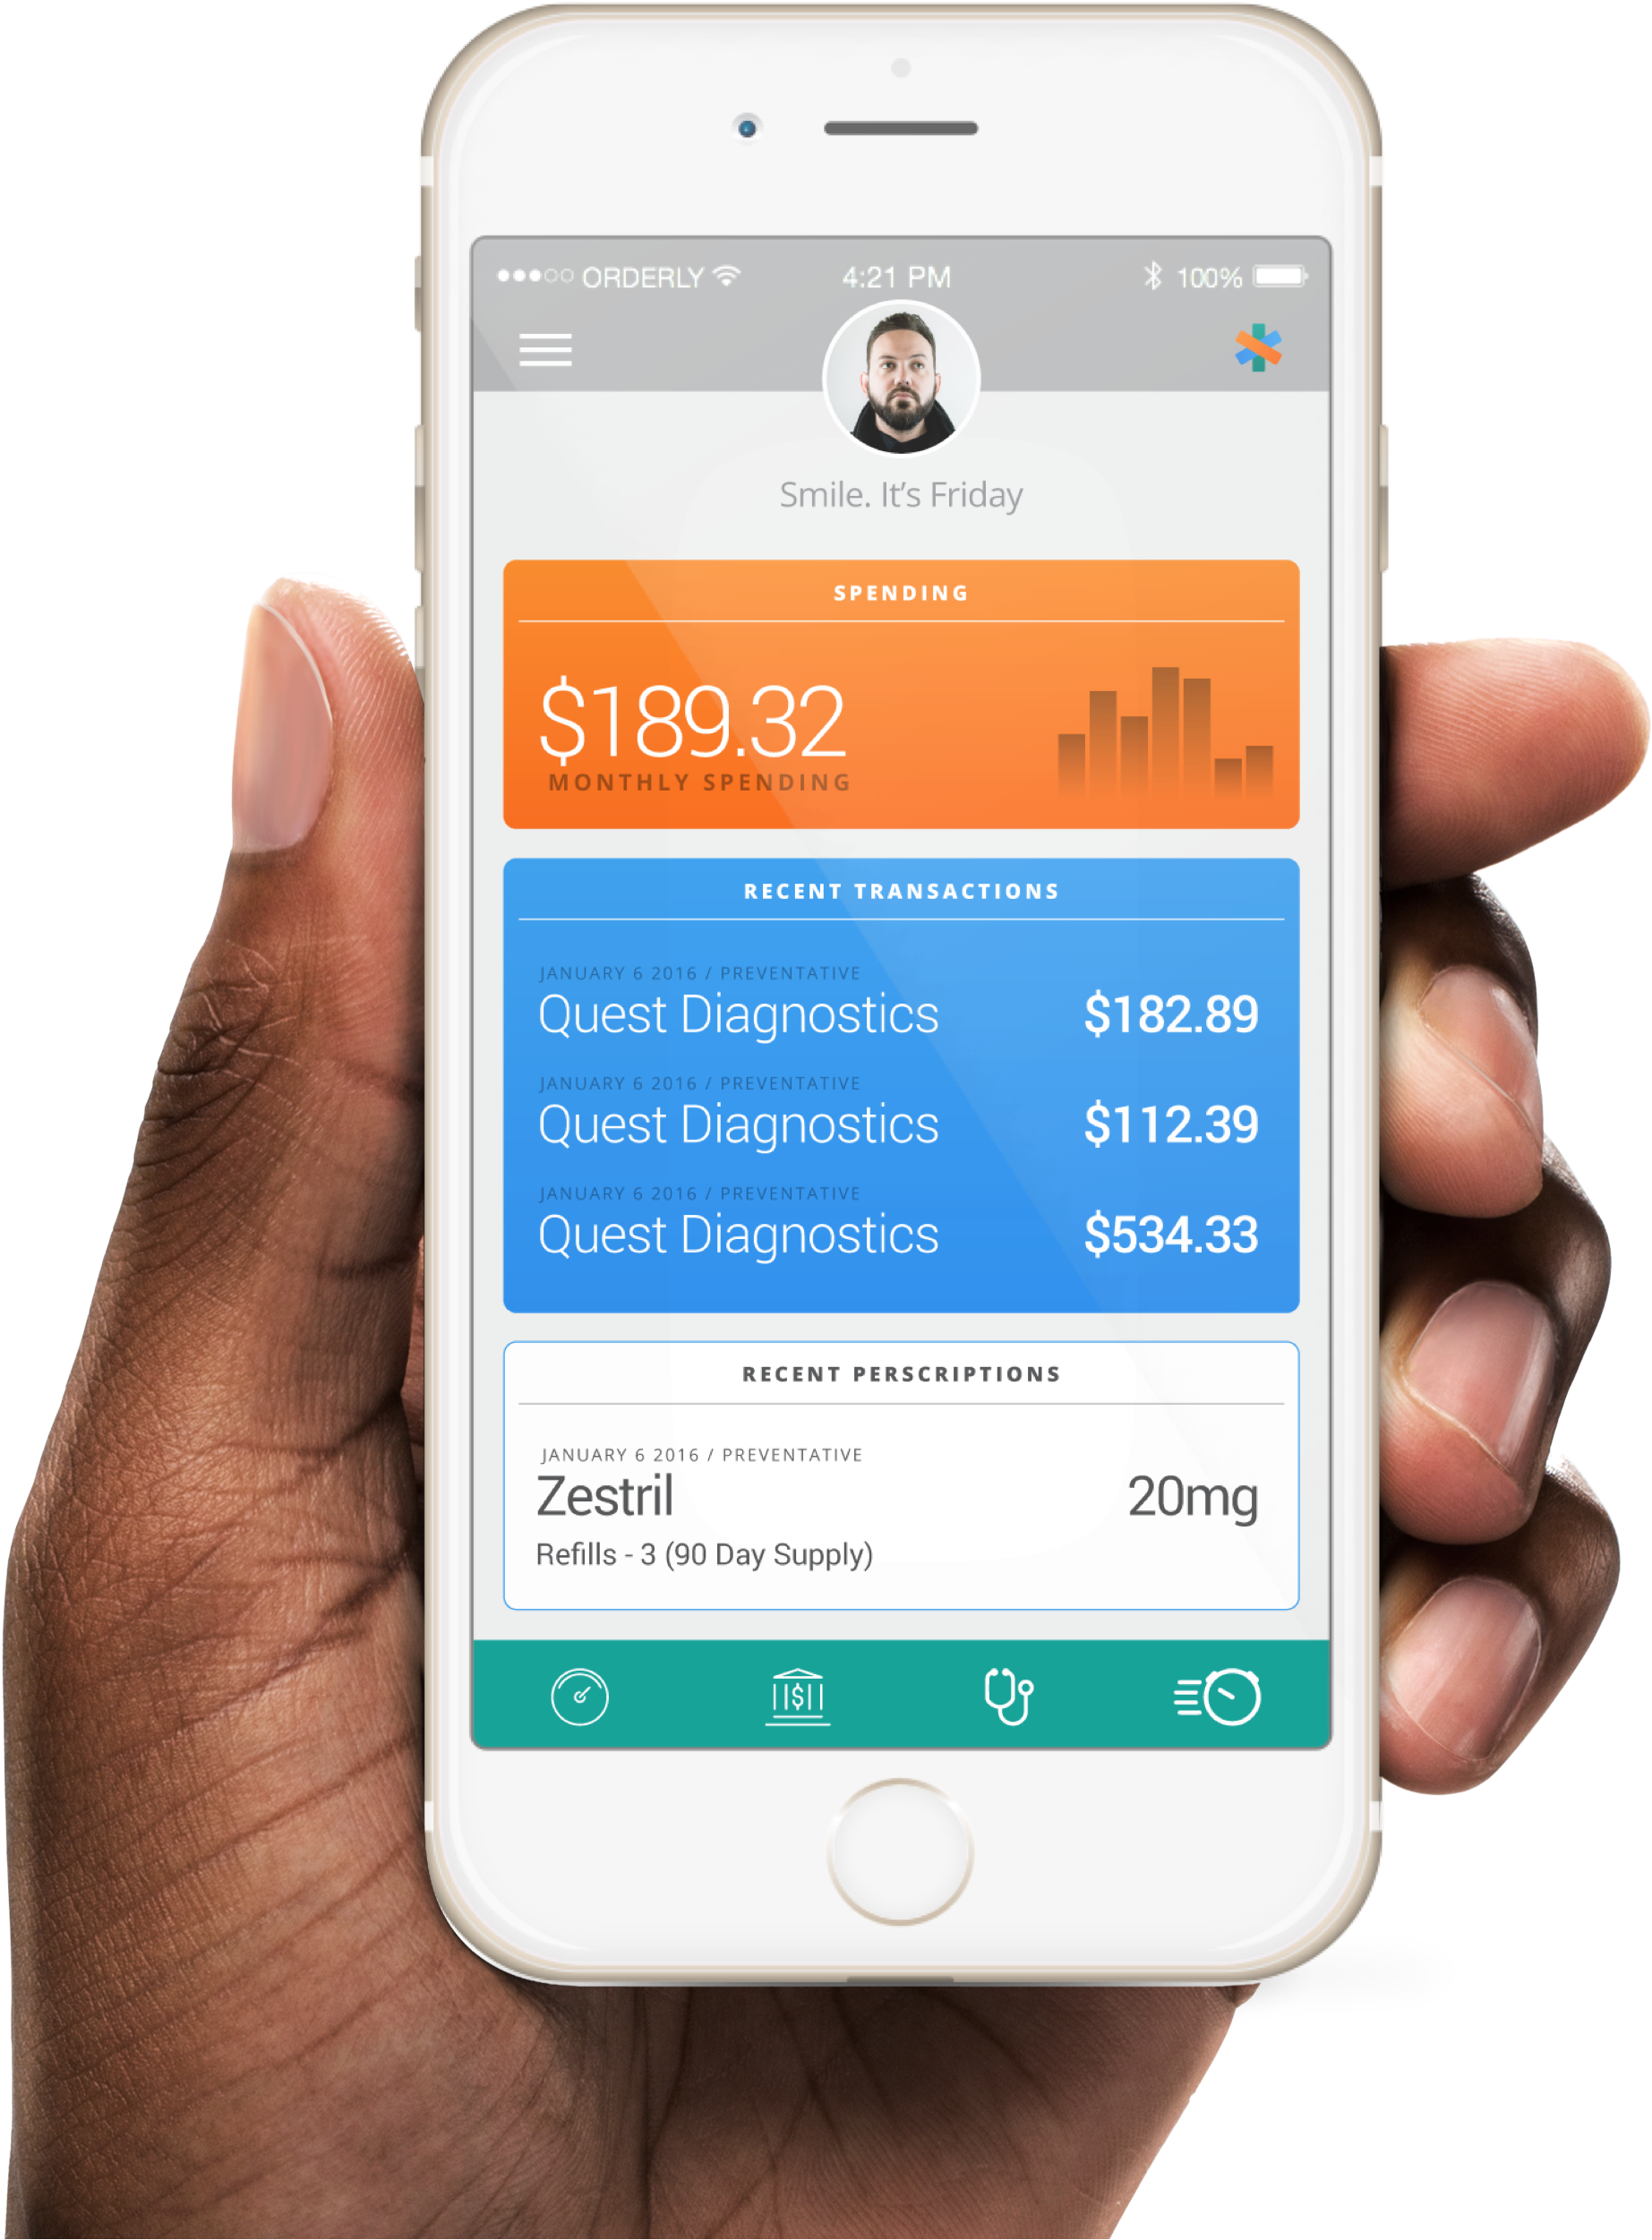 ORDERLY 4:21 PM 100%
Smile. It's Friday
SPENDING
$189.32
MONTHLY SPENDING
RECENT TRANSACTIONS
JANUARY 6 2016 / PREVENTATIVE
Quest Diagnostics $182.89
JANUARY 6 2016 / PREVENTATIVE
Quest Diagnostics $112.39
JANUARY 6 2016 / PREVENTATIVE
Quest Diagnostics $534.33
RECENT PERSCRIPTIONS
JANUARY 6 2016 / PREVENTATIVE
Zestril 20mg
Refills - 3 (90 Day Supply)
$